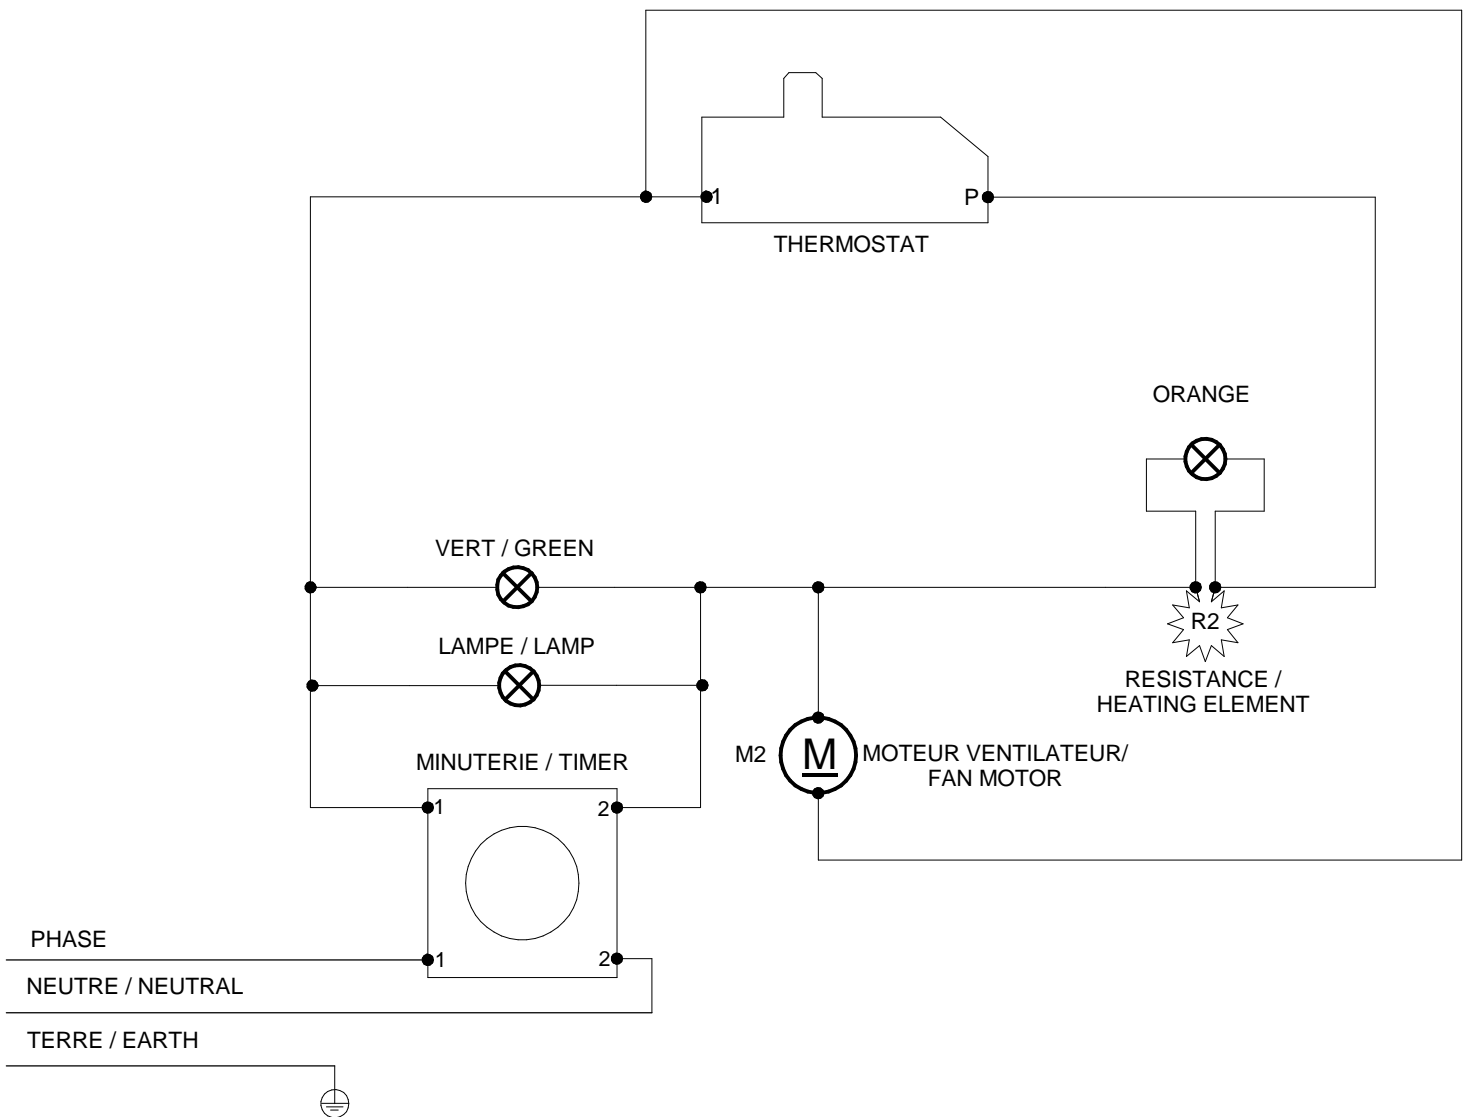 1
P
THERMOSTAT
ORANGE
VERT / GREEN
LAMPE / LAMP
R2
RESISTANCE /
HEATING ELEMENT
MINUTERIE / TIMER
M2
M
MOTEUR VENTILATEUR/
FAN MOTOR
1
2
PHASE
1
2
NEUTRE / NEUTRAL
TERRE / EARTH